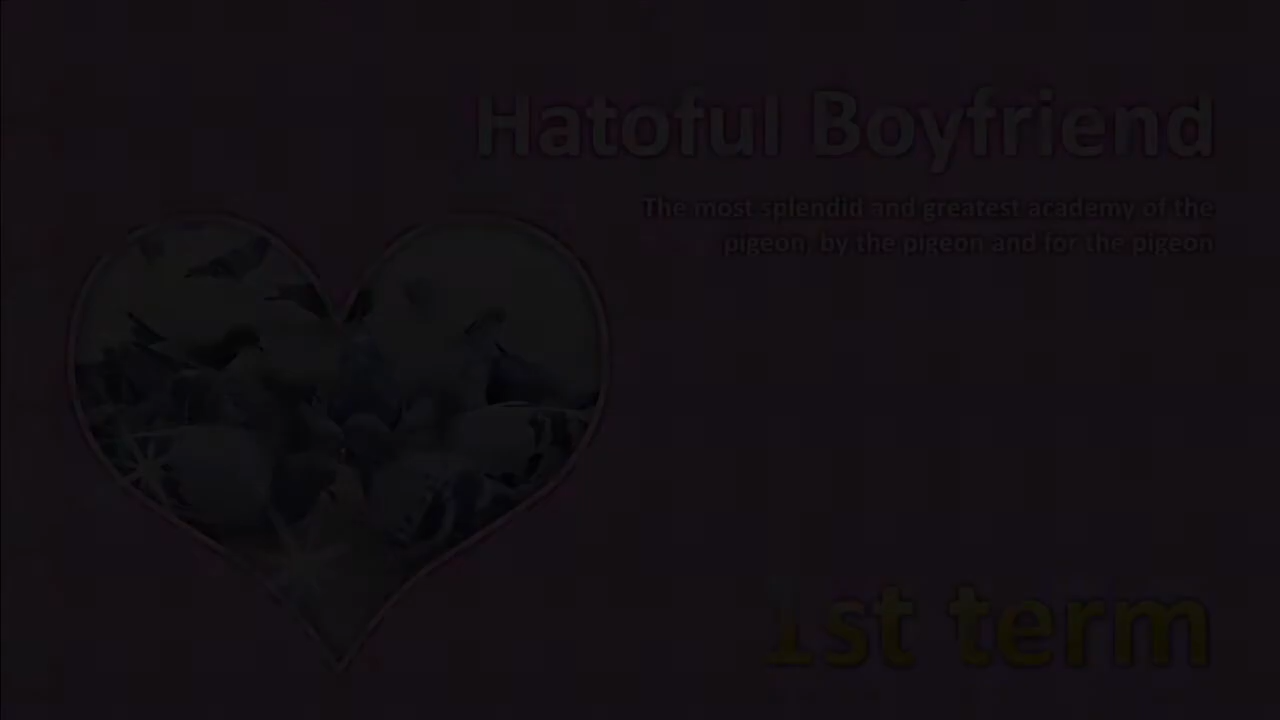 Hatoful Boyfriend
The most splendid and greatest academy of the
pigeon, by the pigeon and for the pigeon
1st term